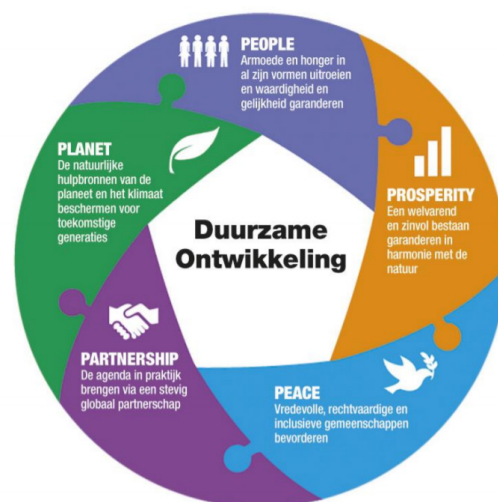 PEOPLE
Armoede en honger in
al zijn vormen uitroeien
en waardigheid en
gelijkheid garanderen
PROSPERITY
Een welvarend
en zinvol bestaan
garanderen in
harmonie met de
natuur
PEACE
Vredevolle, rechtvaardige en
inclusieve gemeenschappen
bevorderen
PARTNERSHIP
De agenda in praktijk
brengen via een stevig
globaal partnerschap
PLANET
De natuurlijke
hulpbronnen van de
planeet en het klimaat
beschermen voor
toekomstige
generaties
Duurzame
Ontwikkeling